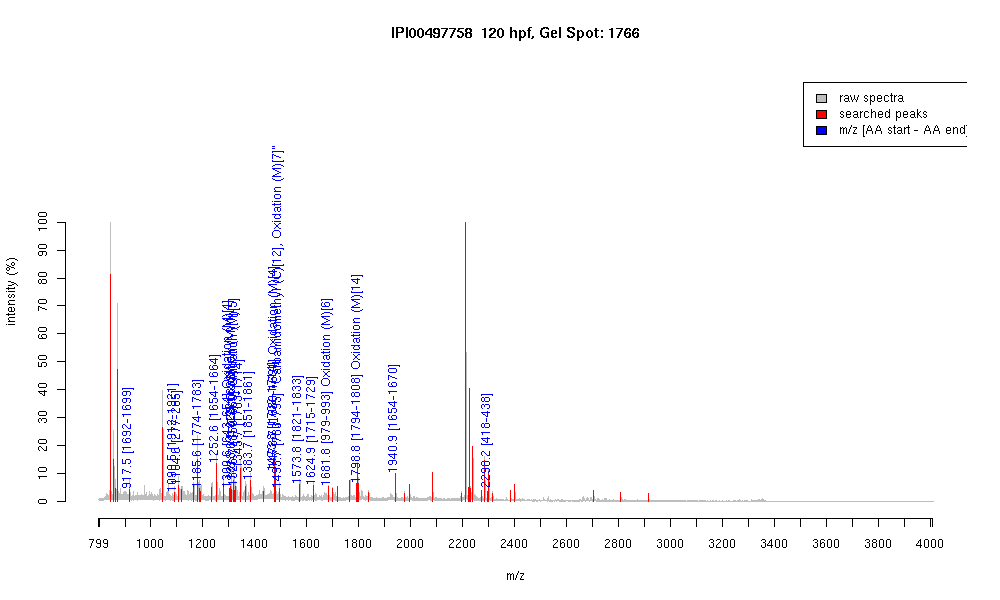 IPI00497758 120 hpf, Gel Spot: 1766
raw spectra
searched peaks
m/z [AA start - AA end]
intensity (%)
100
90
80
70
60
50
40
30
20
10
0
917.5 [1692-1699]
1185.6 [1774-1783]
1252.6 [1654-1664]
1383.7 [1851-1861]
1573.8 [1821-1833]
1624.9 [1715-1729]
1681.8 [979-993] Oxidation (M)[6]
1798.8 [1794-1808] Oxidation (M)[14]
1940.9 [1654-1670]
2290.2 [418-438]
799 1000 1200 1400 1600 1800 2000 2200 2400 2600 2800 3000 3200 3400 3600 3800 4000
m/z